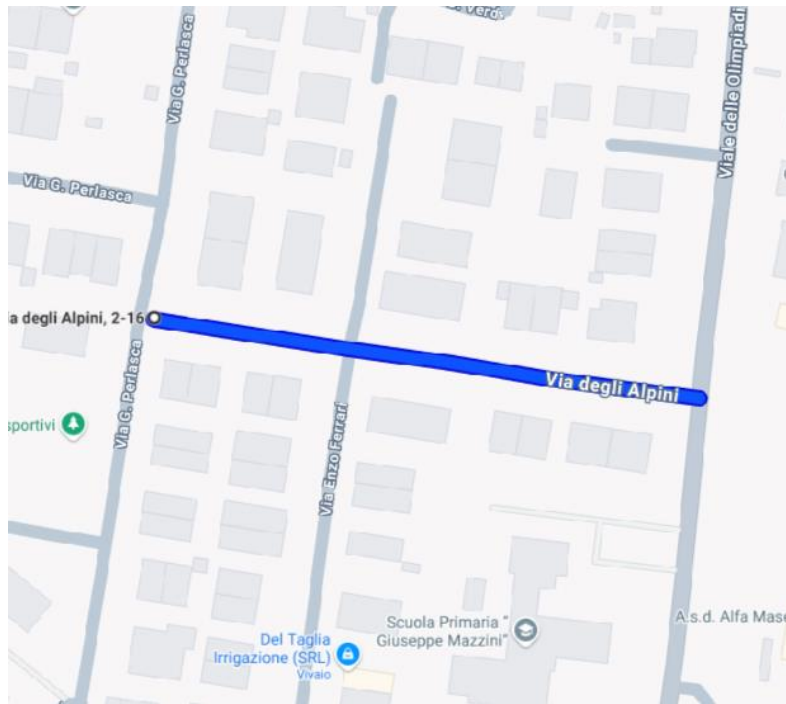 Via G. Perlasca
Viale delle Olimpiadi
Via G. Perlasca
a degli Alpini, 2-16
Via degli Alpini
Via G. Perlasca
sportivi
Via Enzo Ferrari
Scuola Primaria "
Giuseppe Mazzini"
A.s.d. Alfa Mase
Del Taglia
Irrigazione (SRL)
Vivaio